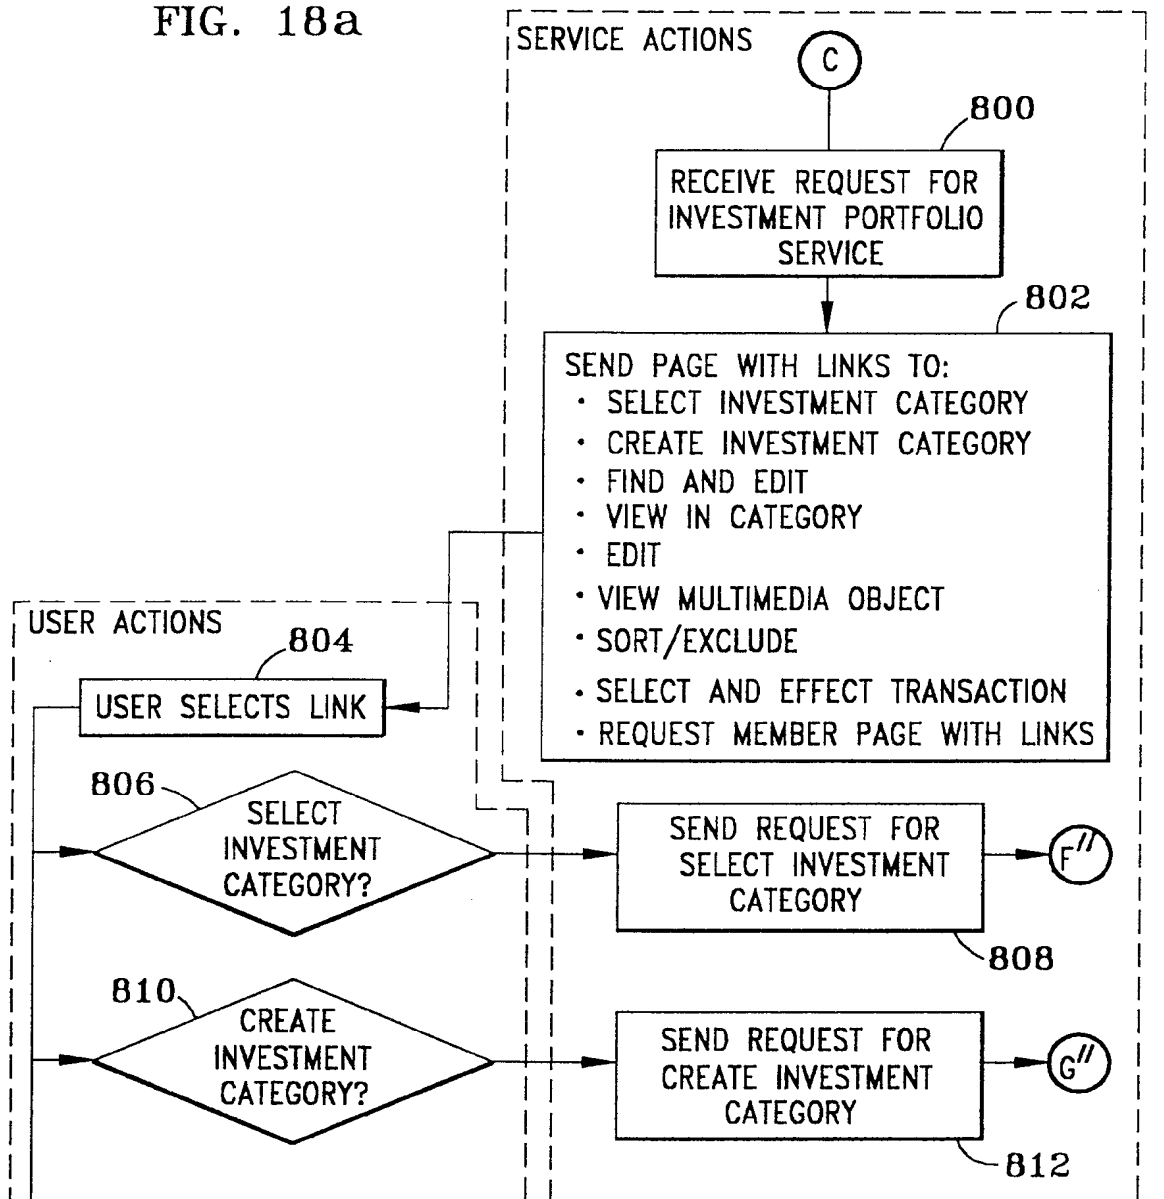 FIG. 18a
SERVICE ACTIONS
C
800
RECEIVE REQUEST FOR
INVESTMENT PORTFOLIO
SERVICE
802
SEND PAGE WITH LINKS TO:
· SELECT INVESTMENT CATEGORY
· CREATE INVESTMENT CATEGORY
· FIND AND EDIT
· VIEW IN CATEGORY
· EDIT
· VIEW MULTIMEDIA OBJECT
· SORT/EXCLUDE
· SELECT AND EFFECT TRANSACTION
· REQUEST MEMBER PAGE WITH LINKS
USER ACTIONS
804
USER SELECTS LINK
806
SELECT
INVESTMENT
CATEGORY?
SEND REQUEST FOR
SELECT INVESTMENT
CATEGORY
F"
808
810
CREATE
INVESTMENT
CATEGORY?
SEND REQUEST FOR
CREATE INVESTMENT
CATEGORY
G"
812